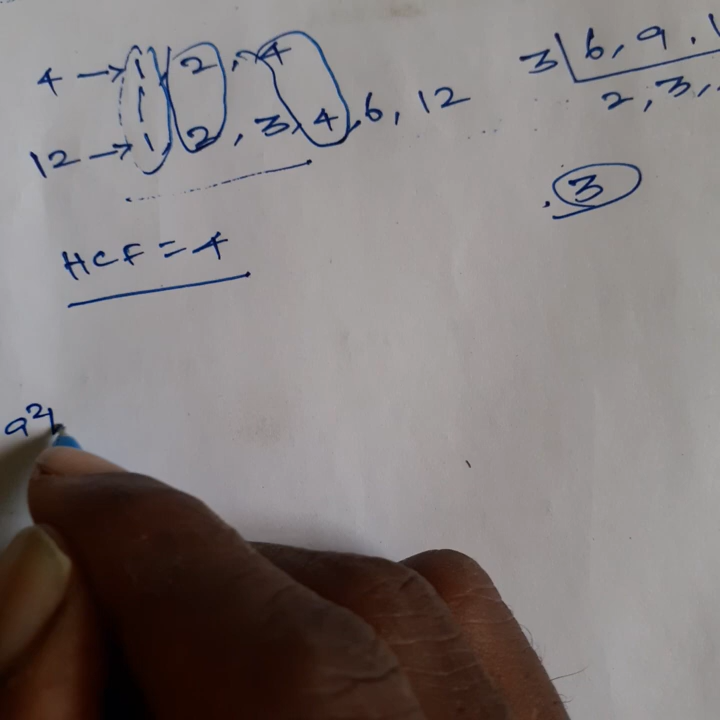 4 → 1, 2, 4
12 → 1, 2, 3, 4, 6, 12
HCF = 4
3 | 6, 9,
2, 3,
3
a²